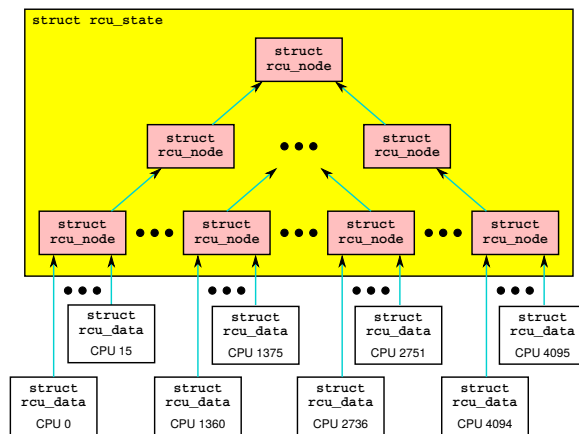 struct rcu_state
struct
rcu_node
struct
rcu_node
struct
rcu_node
struct
rcu_node
struct
rcu_node
struct
rcu_node
struct
rcu_node
struct
rcu_data
CPU 15
struct
rcu_data
CPU 1375
struct
rcu_data
CPU 2751
struct
rcu_data
CPU 4095
struct
rcu_data
CPU 0
struct
rcu_data
CPU 1360
struct
rcu_data
CPU 2736
struct
rcu_data
CPU 4094